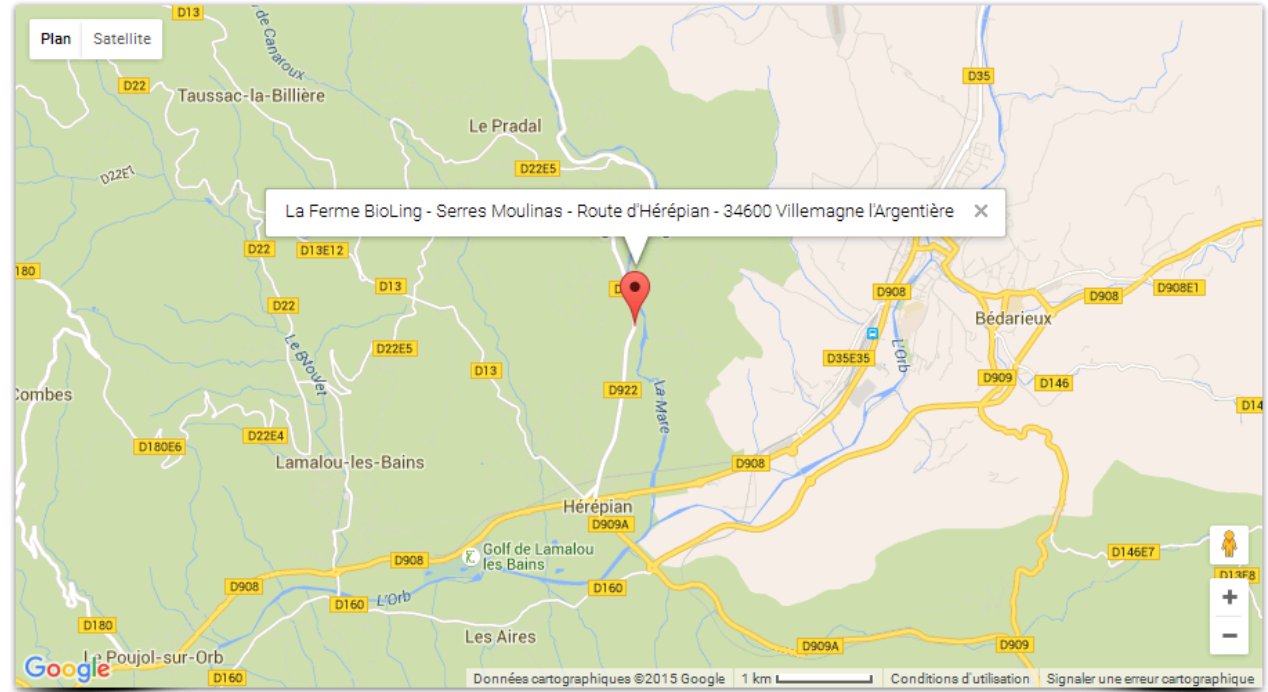 Plan
Satellite
D13
de Canaroux
D22
Taussac-la-Billière
D35
Le Pradal
D22E5
D22E1
La Ferme BioLing - Serres Moulinas - Route d'Hérépian - 34600 Villemagne l'Argentière
D22
D13E12
180
D13
D22
D908
D908
D908E1
Bédarieux
Le Bitoulet
D22E5
L'Orb
D35E35
D13
D909
D146
Combes
D922
La Mare
D14
D180E6
D22E4
Lamalou-les-Bains
D908
Hérépian
D909A
Golf de Lamalou
les Bains
D908
D146E7
D13E8
D908
D160
D160
L'Orb
D180
Les Aires
D909A
D909
Le Poujol-sur-Orb
D160
Google
Données cartographiques ©2015 Google
1 km
Conditions d'utilisation
Signaler une erreur cartographique
+
−